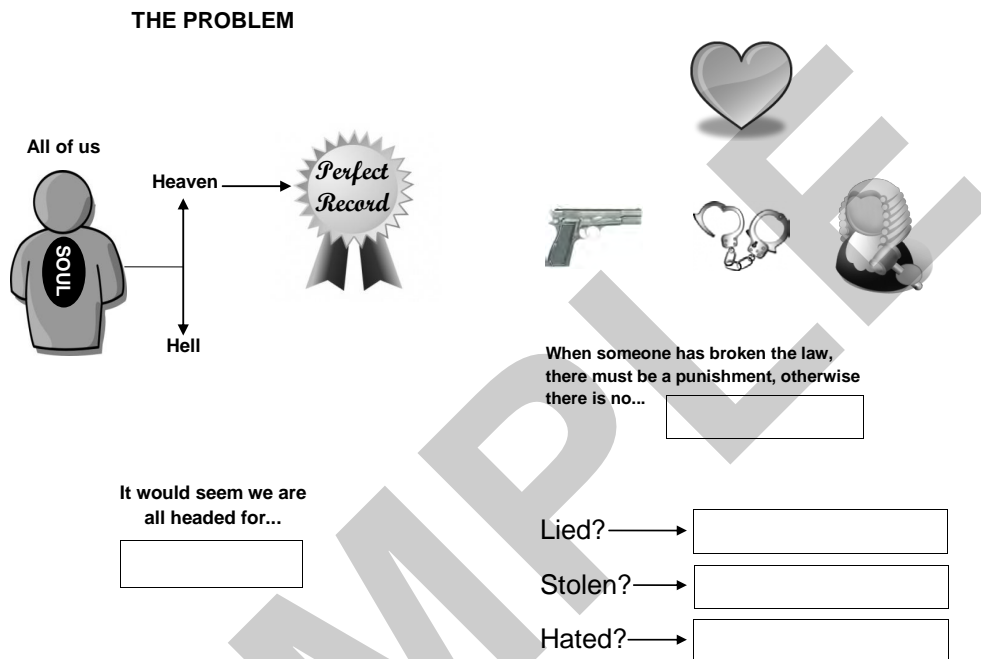 THE PROBLEM
All of us
SOUL
Heaven
Hell
Perfect
Record
It would seem we are
all headed for...
When someone has broken the law,
there must be a punishment, otherwise
there is no...
Lied?
Stolen?
Hated?
MPLE